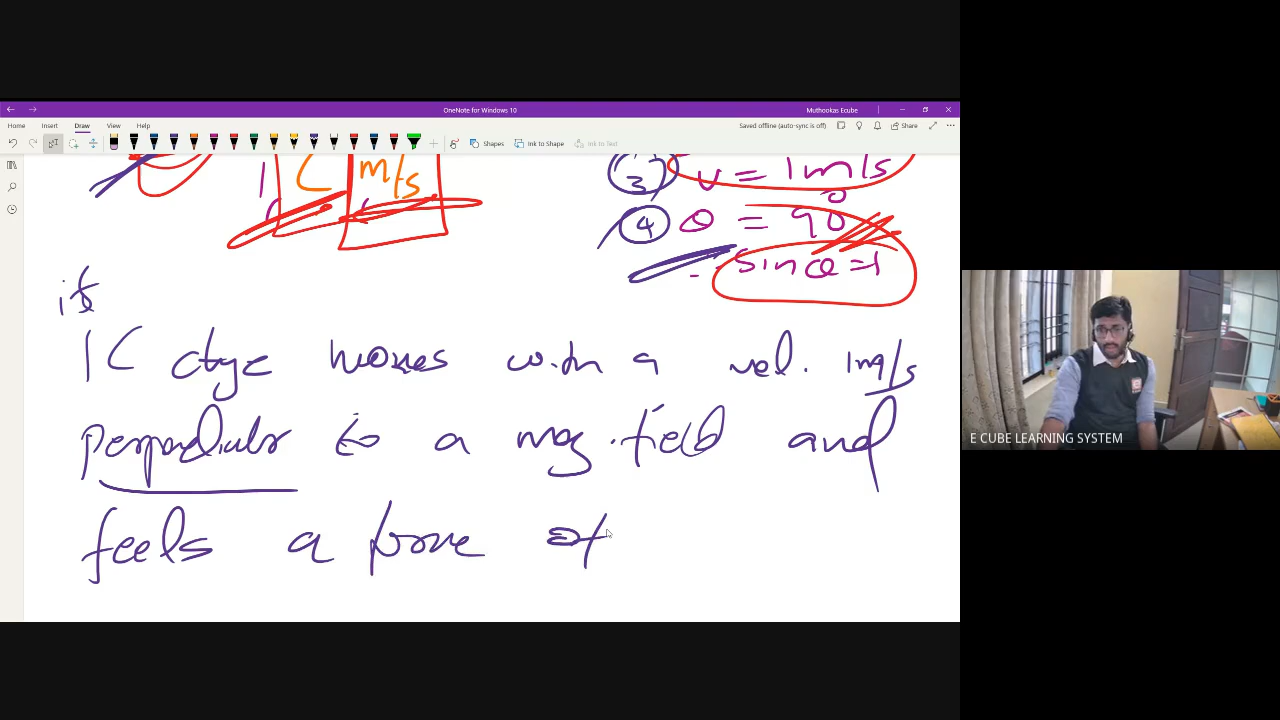 OneNote for Windows 10
Muthookas Ecube
Home Insert Draw View Help
Saved offline (auto-sync is off)
Share
Shapes
Ink to Shape
Ink to Text
1 C m/s
3 v = 1m/s
4 θ = 90°
sin θ = 1
if
1C chge moves with a vel. 1m/s
perpendiculr to a mag. field and
feels a force of
E CUBE LEARNING SYSTEM